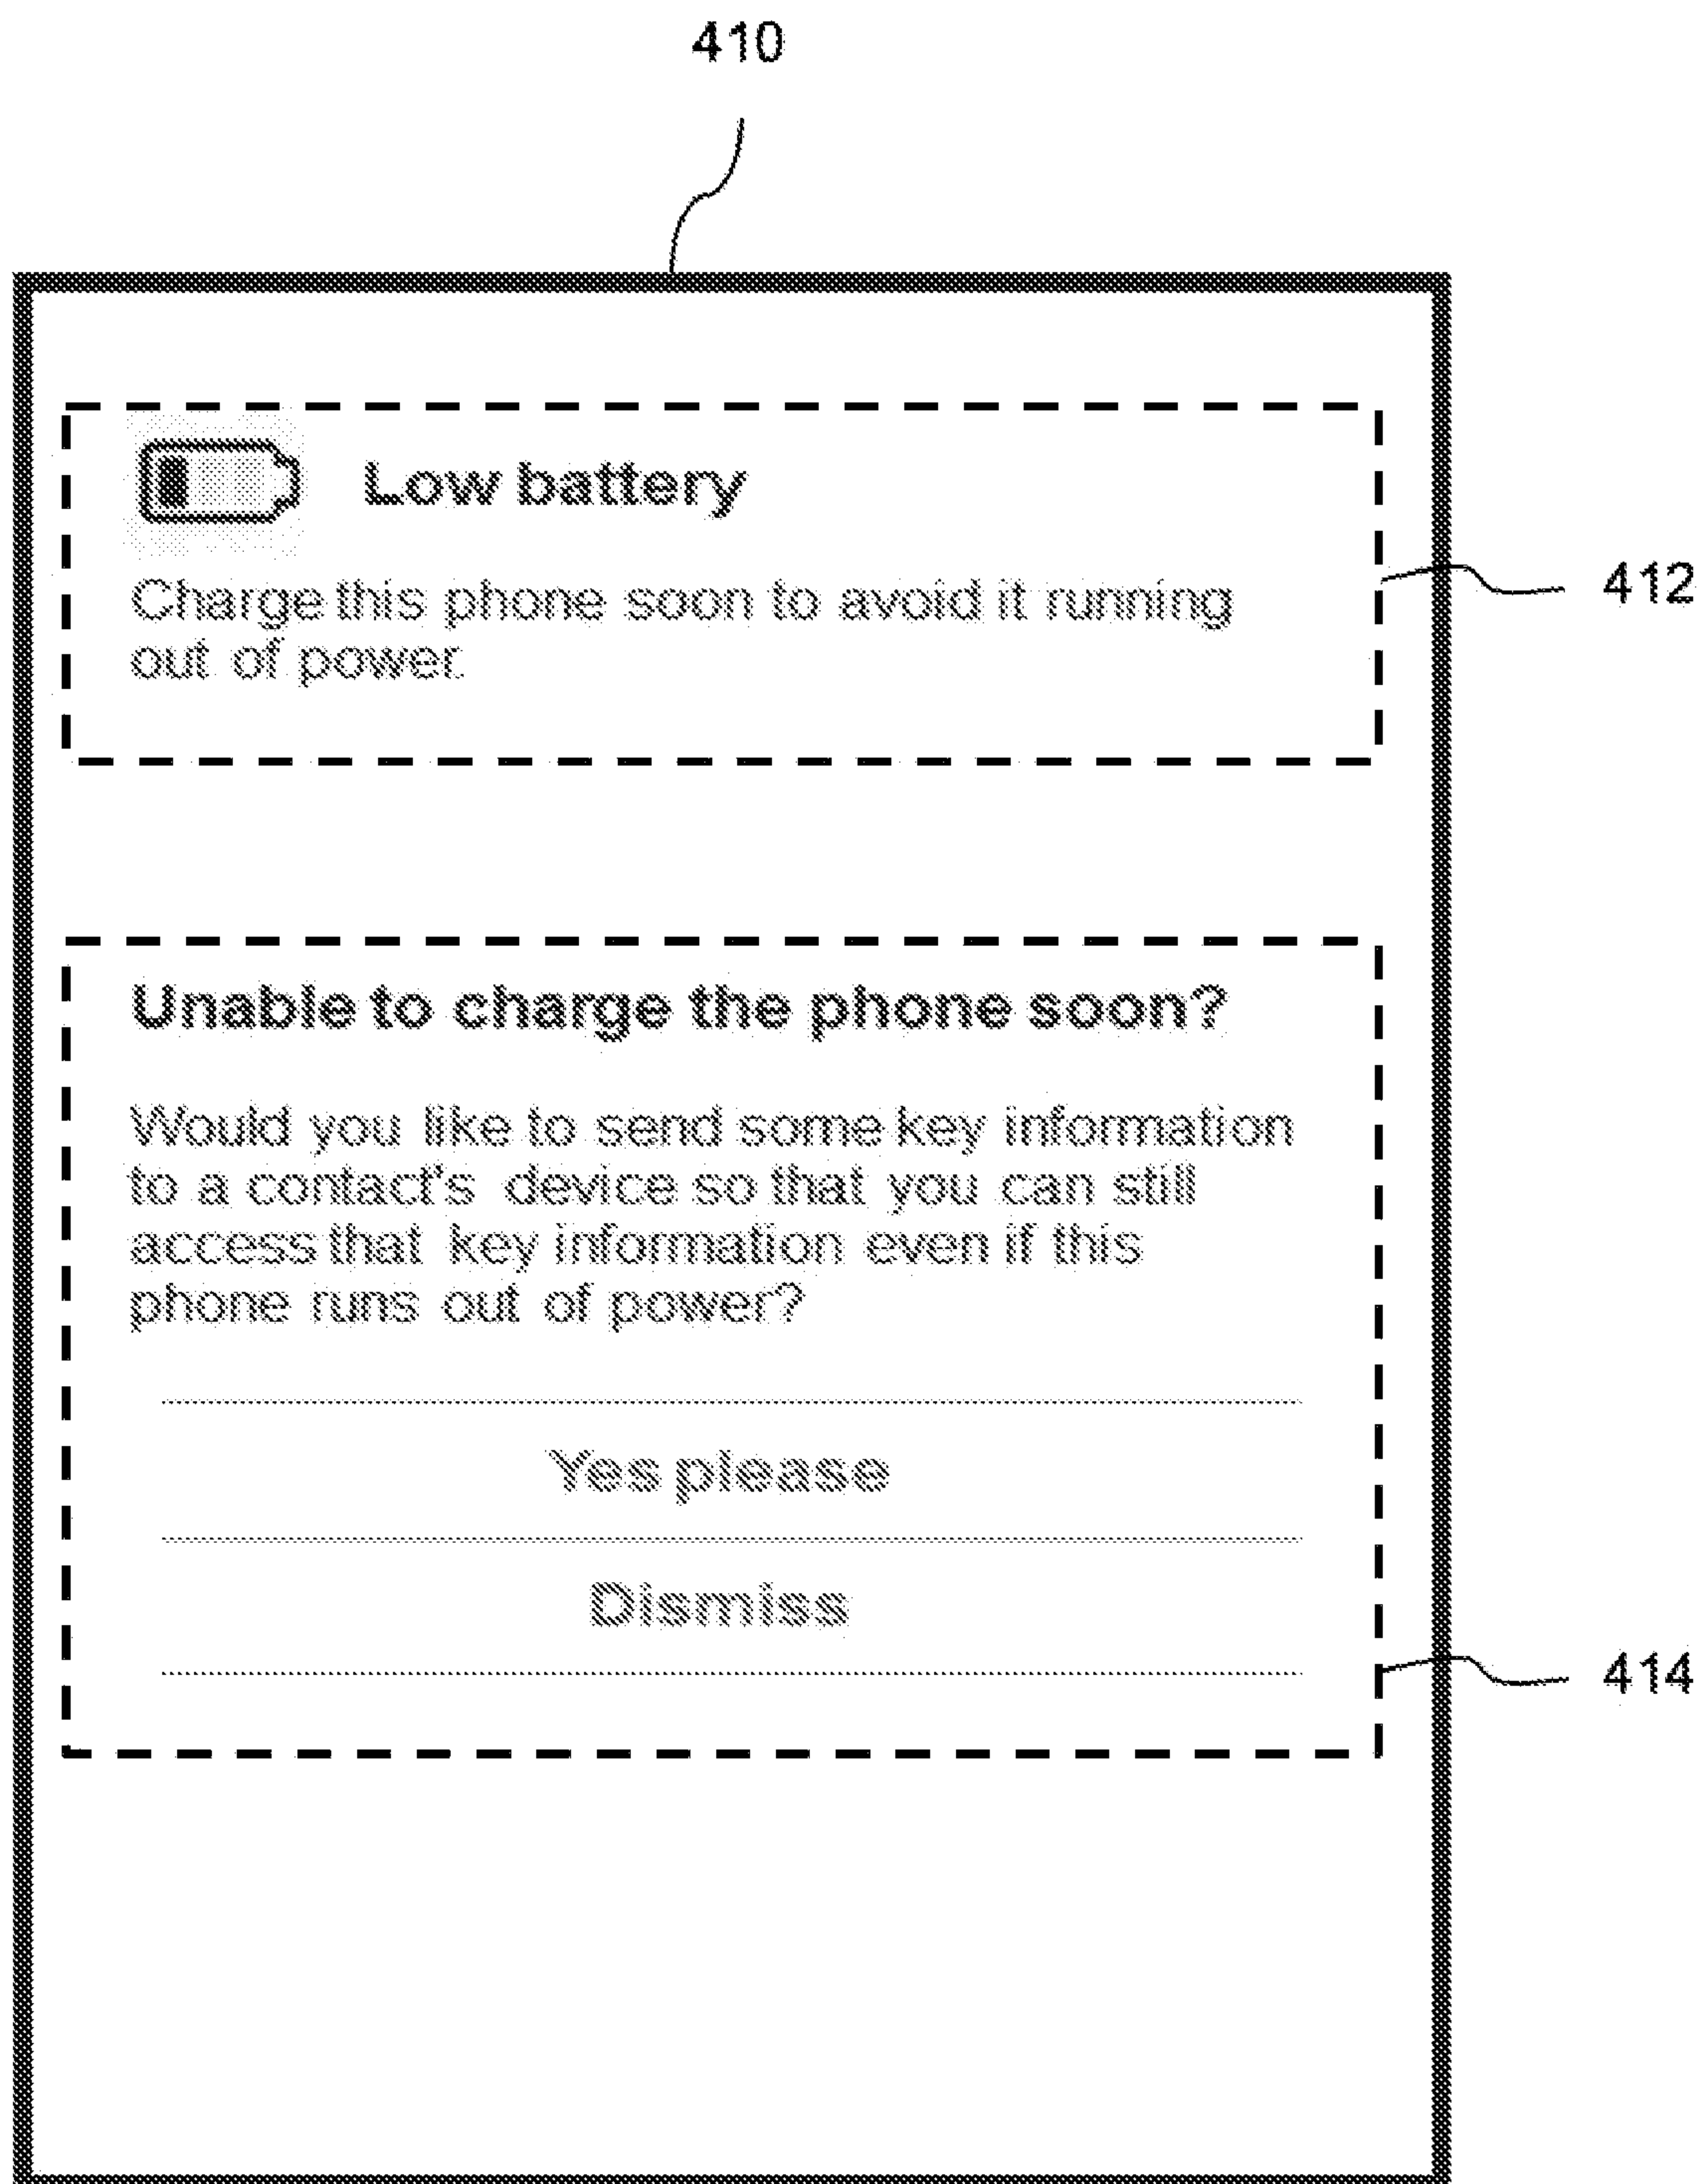 410
Low battery
Charge this phone soon to avoid it running
out of power.
412
Unable to charge the phone soon?
Would you like to send some key information
to a contact's device so that you can still
access that key information even if this
phone runs out of power?
Yes please
Dismiss
414